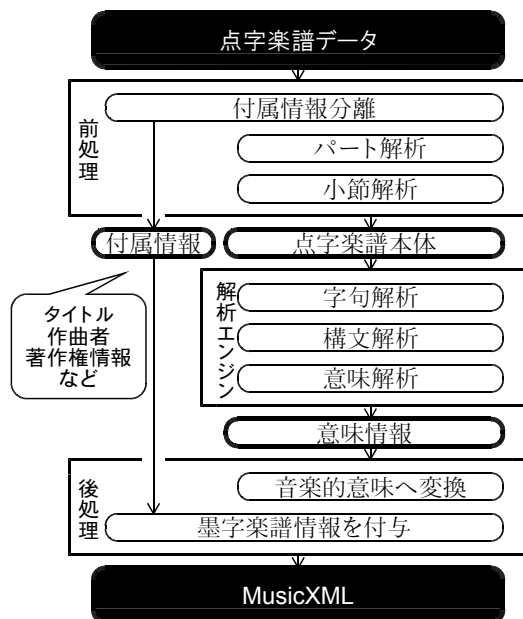 点字楽譜データ
前処理
付属情報分離
パート解析
小節解析
付属情報
点字楽譜本体
タイトル
作曲者
著作権情報
など
解析エンジン
字句解析
構文解析
意味解析
意味情報
後処理
音楽的意味へ変換
墨字楽譜情報を付与
MusicXML